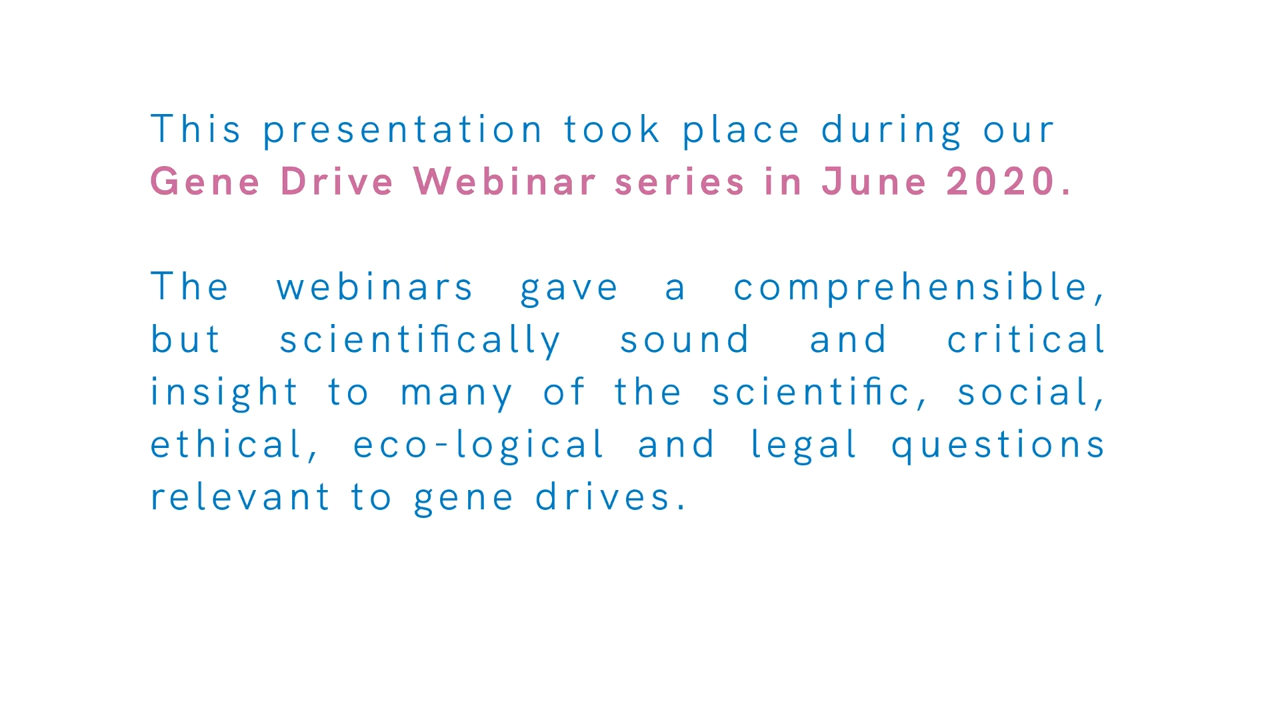 This presentation took place during our
Gene Drive Webinar series in June 2020.
The webinars gave a comprehensible,
but scientifically sound and critical
insight to many of the scientific, social,
ethical, eco-logical and legal questions
relevant to gene drives.